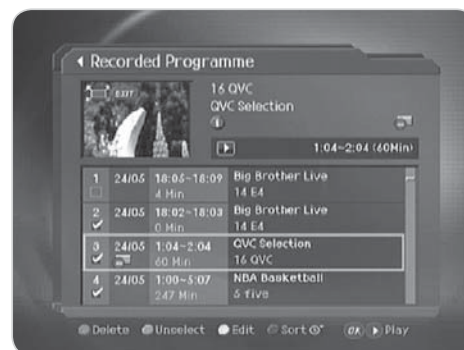 Recorded Programme
EXIT
16 QVC
QVC Selection
1:04~2:04 (60Min)
1 24/05 18:05~18:09 Big Brother Live
4 Min 14 E4
2 24/05 18:02~18:03 Big Brother Live
0 Min 14 E4
3 24/05 1:04~2:04 QVC Selection
60 Min 16 QVC
4 24/05 1:00~5:07 NBA Basketball
247 Min 5 five
Delete Unselect Edit Sort OK Play